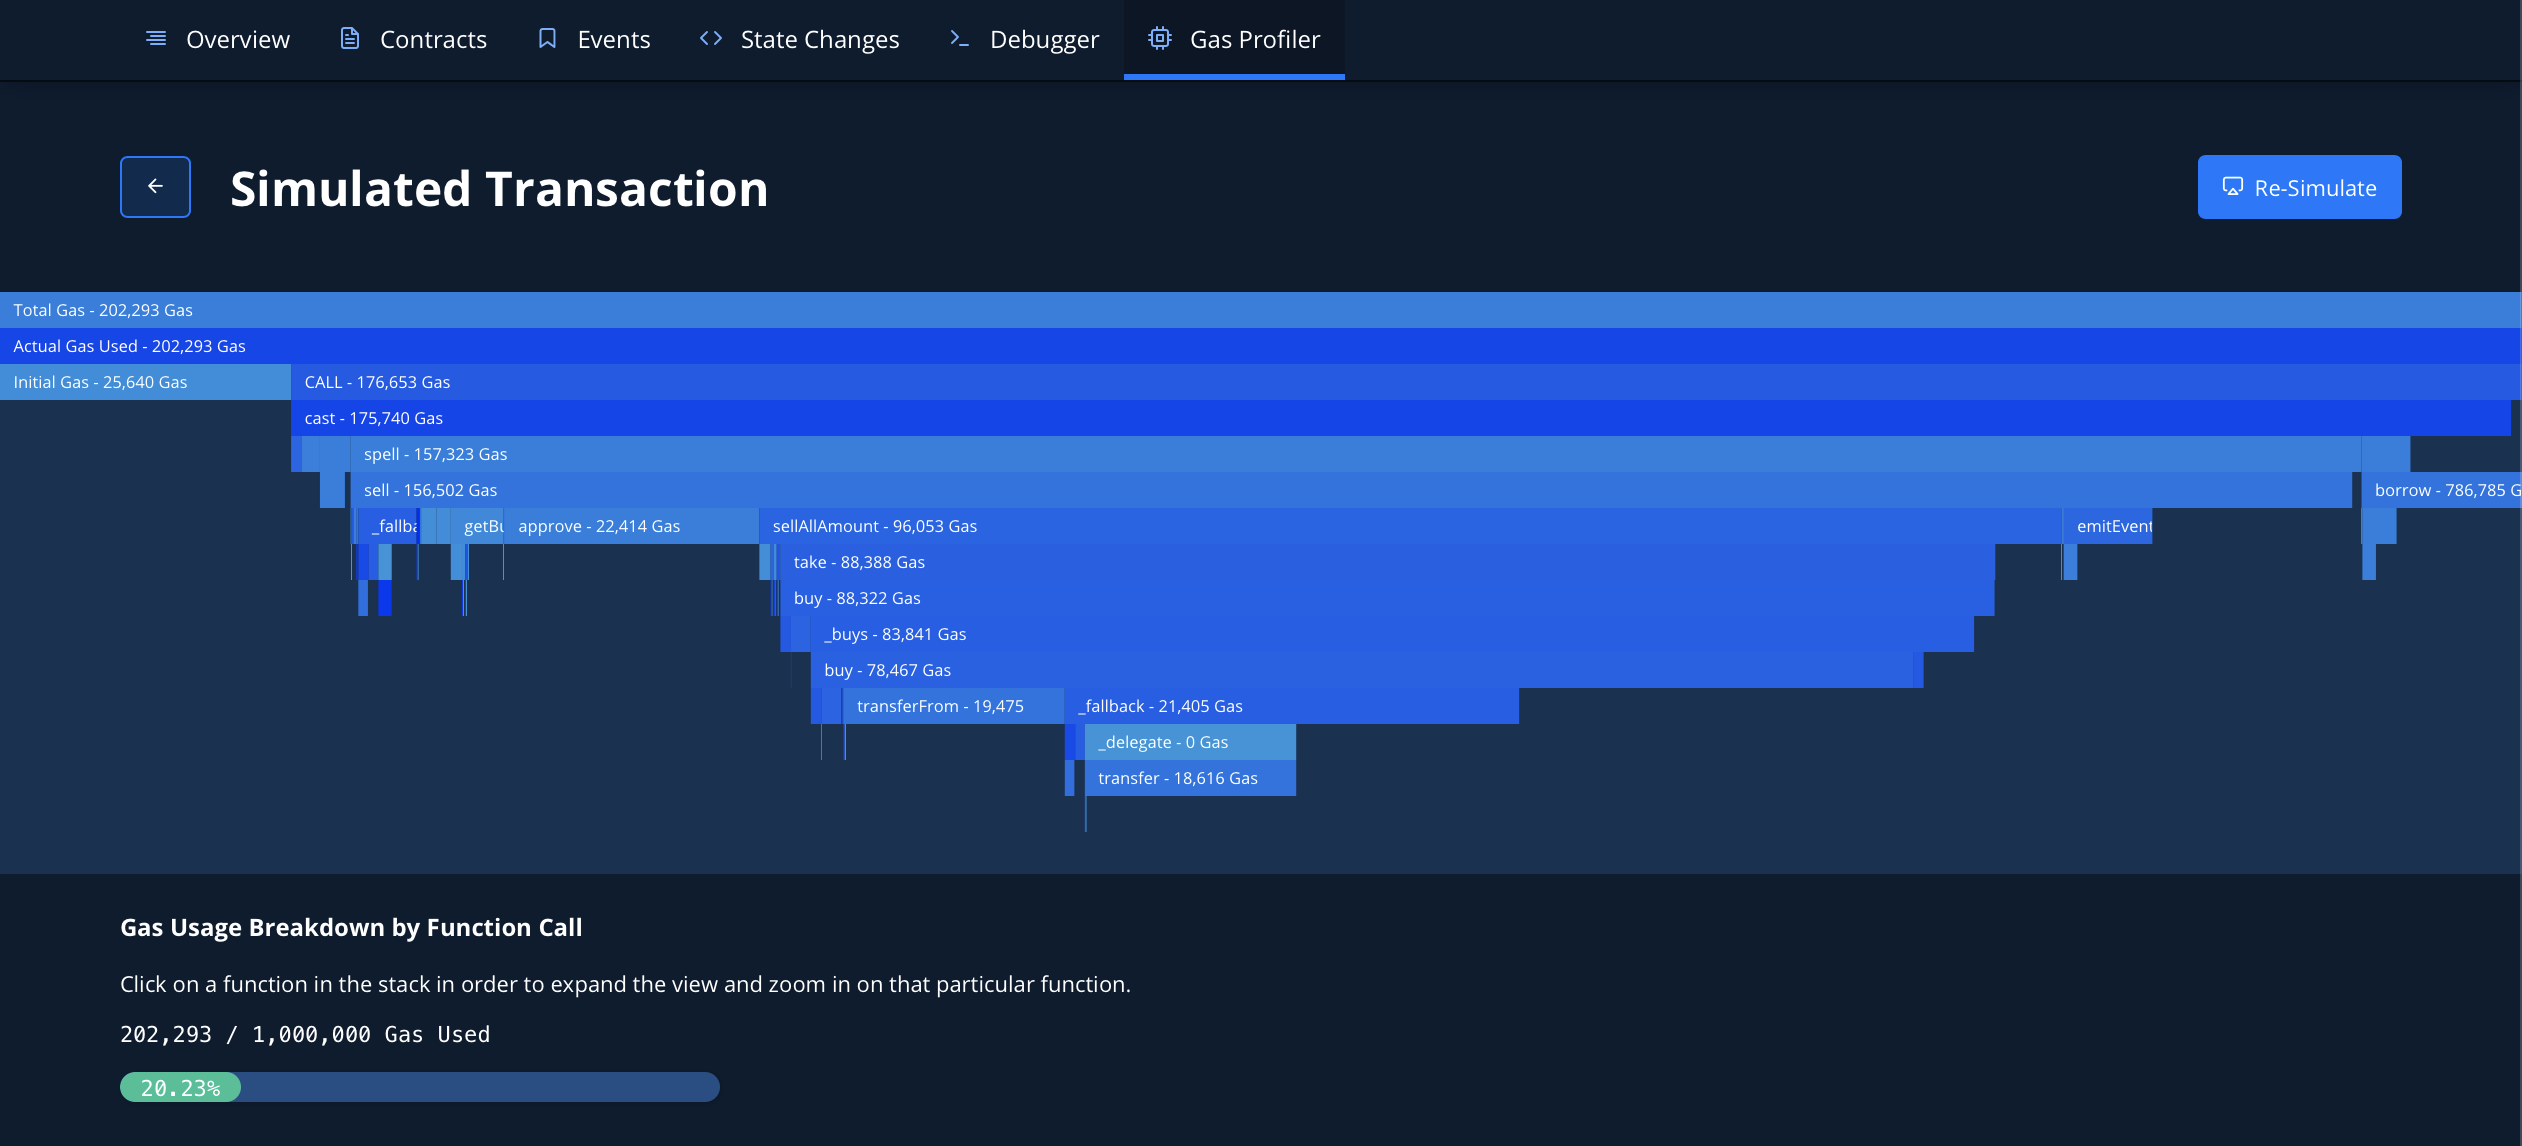 Overview Contracts Events State Changes Debugger Gas Profiler
Simulated Transaction
Re-Simulate
Total Gas - 202,293 Gas
Actual Gas Used - 202,293 Gas
Initial Gas - 25,640 Gas CALL - 176,653 Gas
cast - 175,740 Gas
spell - 157,323 Gas
sell - 156,502 Gas borrow - 786,785 G
_fallba getBu approve - 22,414 Gas sellAllAmount - 96,053 Gas emitEvent
take - 88,388 Gas
buy - 88,322 Gas
_buys - 83,841 Gas
buy - 78,467 Gas
transferFrom - 19,475 _fallback - 21,405 Gas
_delegate - 0 Gas
transfer - 18,616 Gas
Gas Usage Breakdown by Function Call
Click on a function in the stack in order to expand the view and zoom in on that particular function.
202,293 / 1,000,000 Gas Used
20.23%